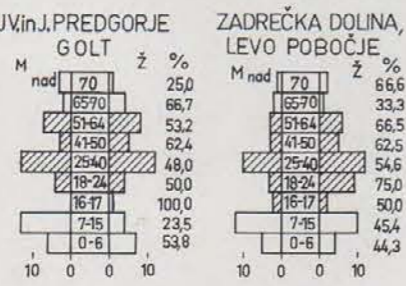 JV.inJ. PREDGORJE
GOLT
M Ž %
nad 70 25,0
65-70 66,7
51-64 53,2
41-50 62,4
25-40 48,0
18-24 50,0
16-17 100,0
7-15 23,5
0-6 53,8
10 0 0 10
ZADREČKA DOLINA,
LEVO POBOČJE
M Ž %
nad 70 66,6
65-70 33,3
51-64 66,5
41-50 62,5
25-40 54,6
18-24 75,0
16-17 50,0
7-15 45,4
0-6 44,3
10 0 0 10